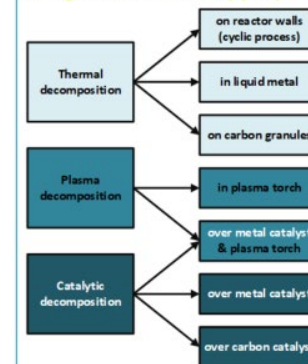 Thermal
decomposition
on reactor walls
(cyclic process)
in liquid metal
on carbon granules
Plasma
decomposition
in plasma torch
over metal catalyst
& plasma torch
Catalytic
decomposition
over metal catalyst
over carbon catalys